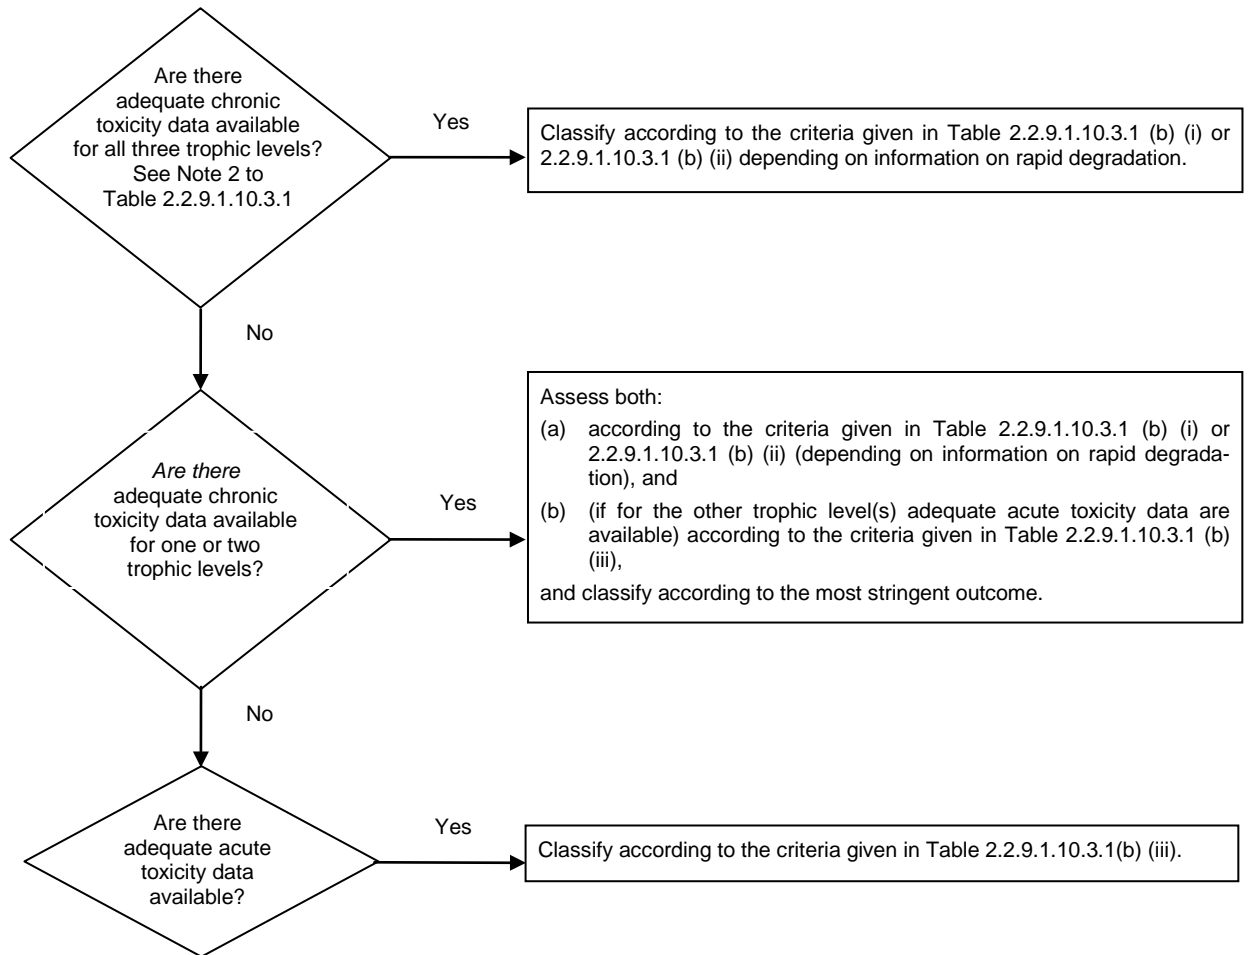 Are there
adequate chronic
toxicity data available
for all three trophic levels?
See Note 2 to
Table 2.2.9.1.10.3.1
Yes
Classify according to the criteria given in Table 2.2.9.1.10.3.1 (b) (i) or
2.2.9.1.10.3.1 (b) (ii) depending on information on rapid degradation.
No
Are there
adequate chronic
toxicity data available
for one or two
trophic levels?
Yes
Assess both:
(a) according to the criteria given in Table 2.2.9.1.10.3.1 (b) (i) or
2.2.9.1.10.3.1 (b) (ii) (depending on information on rapid degrada-
tion), and
(b) (if for the other trophic level(s) adequate acute toxicity data are
available) according to the criteria given in Table 2.2.9.1.10.3.1 (b)
(iii),
and classify according to the most stringent outcome.
No
Are there
adequate acute
toxicity data
available?
Yes
Classify according to the criteria given in Table 2.2.9.1.10.3.1(b) (iii).